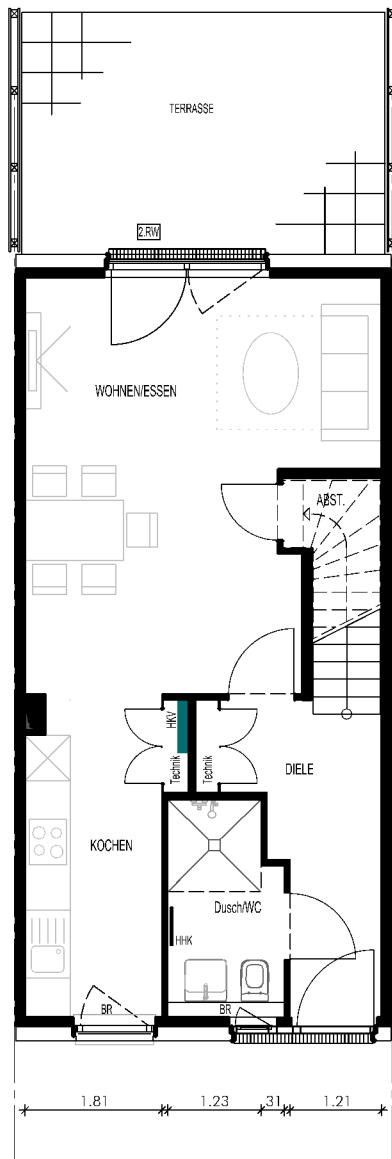 TERRASSE
2.RW
WOHNEN/ESSEN
ABST.
HKV
Technik
Technik
DIELE
KOCHEN
Dusch/WC
HHK
BR
BR
1.81 1.23 31 1.21